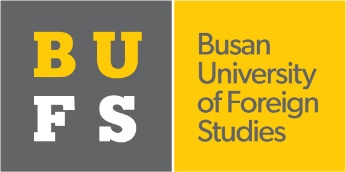 BU
FS
Busan
University
of Foreign
Studies